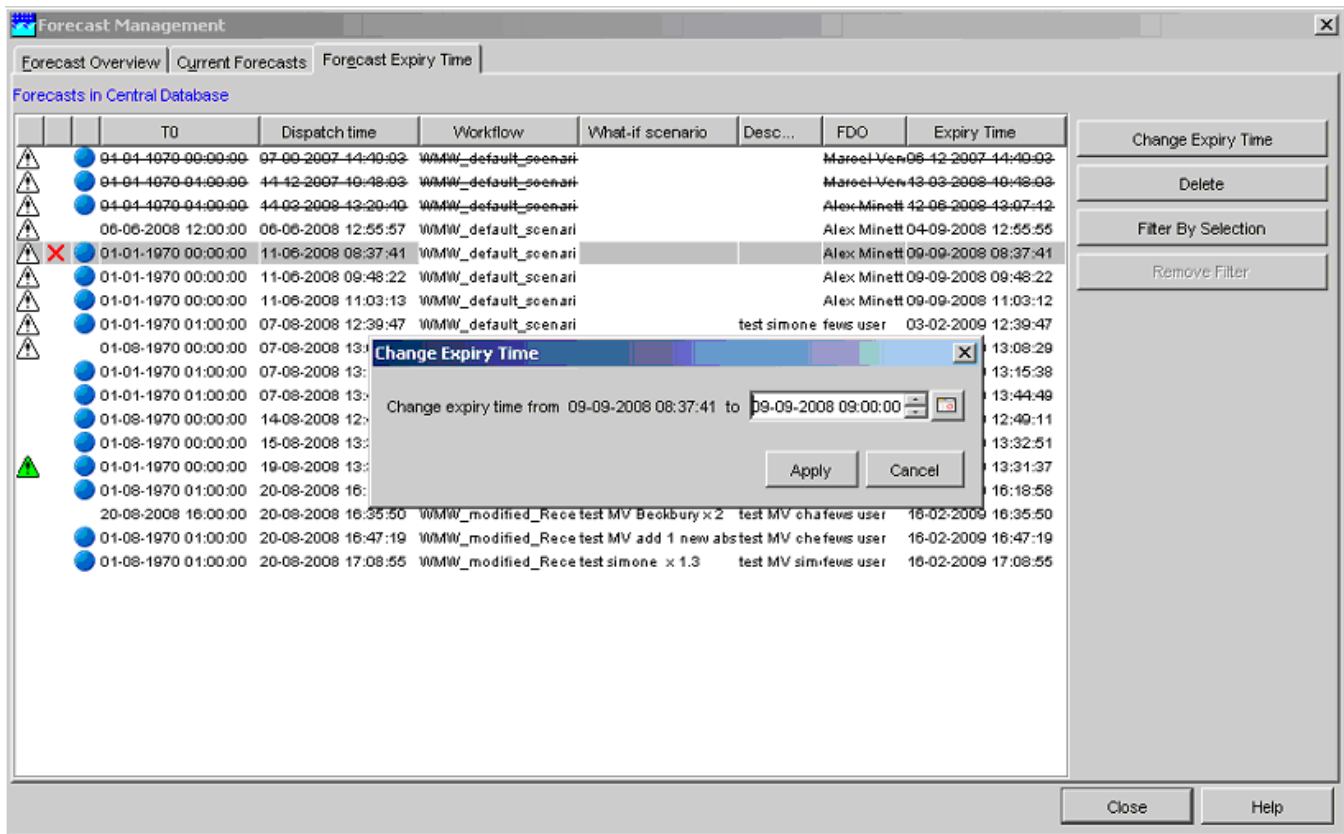 Forecast Management
Forecast Overview Current Forecasts Forecast Expiry Time
Forecasts in Central Database
T0 Dispatch time Workflow What-if scenario Desc... FDO Expiry Time
01-01-1970 00:00:00 07-09-2007 14:40:03 WMW_default_scenari Marcel Ver 06-12-2007 14:40:03
01-01-1970 01:00:00 14-12-2007 10:48:03 WMW_default_scenari Marcel Ver 13-03-2008 10:48:03
01-01-1970 01:00:00 14-03-2008 13:20:40 WMW_default_scenari Alex Minett 12-06-2008 13:07:12
06-06-2008 12:00:00 06-06-2008 12:55:57 WMW_default_scenari Alex Minett 04-09-2008 12:55:55
01-01-1970 00:00:00 11-06-2008 08:37:41 WMW_default_scenari Alex Minett 09-09-2008 08:37:41
01-01-1970 00:00:00 11-06-2008 09:48:22 WMW_default_scenari Alex Minett 09-09-2008 09:48:22
01-01-1970 00:00:00 11-06-2008 11:03:13 WMW_default_scenari Alex Minett 09-09-2008 11:03:12
01-01-1970 01:00:00 07-08-2008 12:39:47 WMW_default_scenari test simone fews user 03-02-2009 12:39:47
01-08-1970 00:00:00 07-08-2008 13: 13:08:29
01-01-1970 01:00:00 07-08-2008 13: 13:15:38
01-01-1970 01:00:00 07-08-2008 13: 13:44:49
01-08-1970 00:00:00 14-08-2008 12: 12:49:11
01-08-1970 00:00:00 15-08-2008 13: 13:32:51
01-01-1970 00:00:00 19-08-2008 13: 13:31:37
01-08-1970 01:00:00 20-08-2008 16: 16:18:58
20-08-2008 16:00:00 20-08-2008 16:35:50 WMW_modified_Rece test MV Beckbury x 2 test MV cha fews user 16-02-2009 16:35:50
01-08-1970 01:00:00 20-08-2008 16:47:19 WMW_modified_Rece test MV add 1 new abs test MV che fews user 16-02-2009 16:47:19
01-08-1970 01:00:00 20-08-2008 17:08:55 WMW_modified_Rece test simone x 1.3 test MV sim fews user 16-02-2009 17:08:55
Change Expiry Time
Change expiry time from 09-09-2008 08:37:41 to 09-09-2008 09:00:00
Apply Cancel
Change Expiry Time
Delete
Filter By Selection
Remove Filter
Close Help